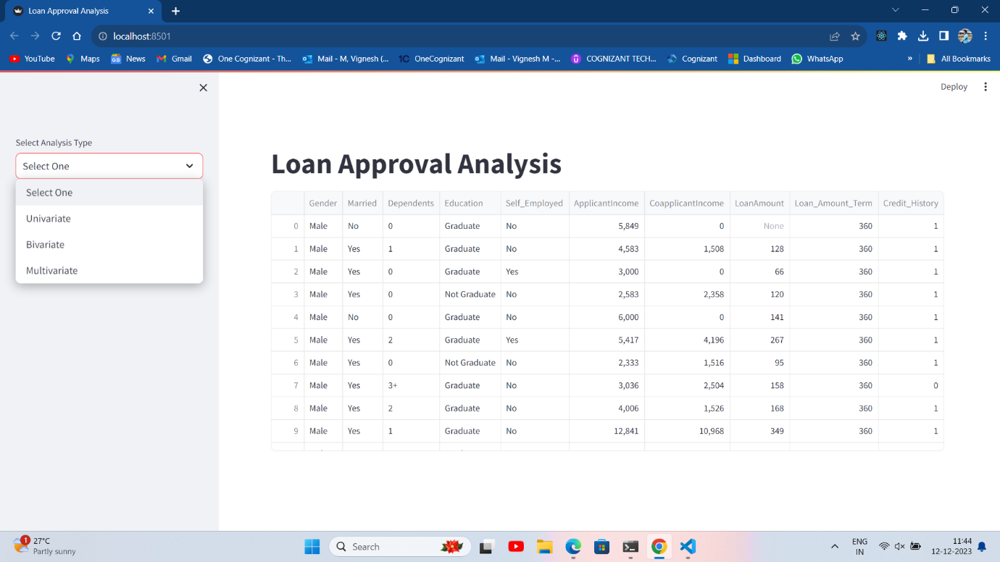 Loan Approval Analysis
localhost:8501
YouTube Maps News Gmail One Cognizant - Th... Mail - M, Vignesh (... 1C OneCognizant Mail - Vignesh M -... COGNIZANT TECH... Cognizant Dashboard WhatsApp » All Bookmarks
Deploy
Select Analysis Type
Select One
Select One
Univariate
Bivariate
Multivariate
Loan Approval Analysis
Gender Married Dependents Education Self_Employed ApplicantIncome CoapplicantIncome LoanAmount Loan_Amount_Term Credit_History
0 Male No 0 Graduate No 5,849 0 None 360 1
1 Male Yes 1 Graduate No 4,583 1,508 128 360 1
2 Male Yes 0 Graduate Yes 3,000 0 66 360 1
3 Male Yes 0 Not Graduate No 2,583 2,358 120 360 1
4 Male No 0 Graduate No 6,000 0 141 360 1
5 Male Yes 2 Graduate Yes 5,417 4,196 267 360 1
6 Male Yes 0 Not Graduate No 2,333 1,516 95 360 1
7 Male Yes 3+ Graduate No 3,036 2,504 158 360 0
8 Male Yes 2 Graduate No 4,006 1,526 168 360 1
9 Male Yes 1 Graduate No 12,841 10,968 349 360 1
1 27°C
Partly sunny
Search
ENG
IN
11:44
12-12-2023